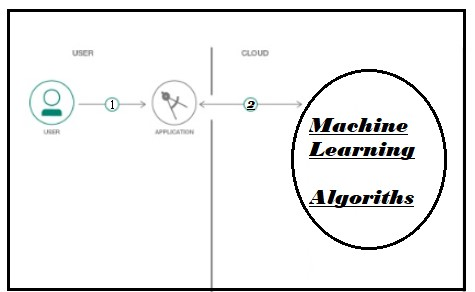 USER
CLOUD
1
2
USER
APPLICATION
Machine
Learning
Algoriths